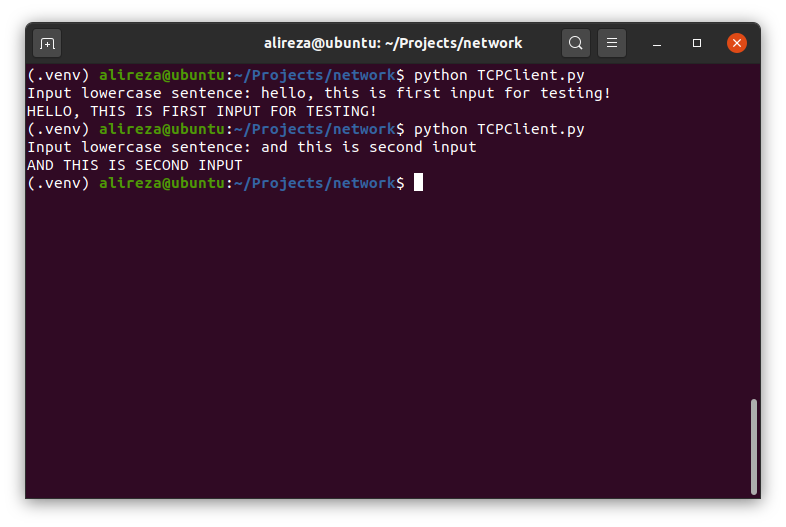 alireza@ubuntu: ~/Projects/network
(.venv) alireza@ubuntu:~/Projects/network$ python TCPClient.py
Input lowercase sentence: hello, this is first input for testing!
HELLO, THIS IS FIRST INPUT FOR TESTING!
(.venv) alireza@ubuntu:~/Projects/network$ python TCPClient.py
Input lowercase sentence: and this is second input
AND THIS IS SECOND INPUT
(.venv) alireza@ubuntu:~/Projects/network$